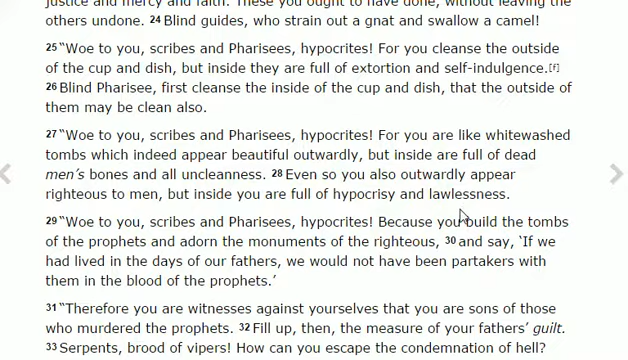 justice and mercy and faith. These you ought to have done, without leaving the
others undone. 24 Blind guides, who strain out a gnat and swallow a camel!
25 “Woe to you, scribes and Pharisees, hypocrites! For you cleanse the outside
of the cup and dish, but inside they are full of extortion and self-indulgence.[f]
26 Blind Pharisee, first cleanse the inside of the cup and dish, that the outside of
them may be clean also.
27 “Woe to you, scribes and Pharisees, hypocrites! For you are like whitewashed
tombs which indeed appear beautiful outwardly, but inside are full of dead
men’s bones and all uncleanness. 28 Even so you also outwardly appear
righteous to men, but inside you are full of hypocrisy and lawlessness.
29 “Woe to you, scribes and Pharisees, hypocrites! Because you build the tombs
of the prophets and adorn the monuments of the righteous, 30 and say, ‘If we
had lived in the days of our fathers, we would not have been partakers with
them in the blood of the prophets.’
31 “Therefore you are witnesses against yourselves that you are sons of those
who murdered the prophets. 32 Fill up, then, the measure of your fathers’ guilt.
33 Serpents, brood of vipers! How can you escape the condemnation of hell?